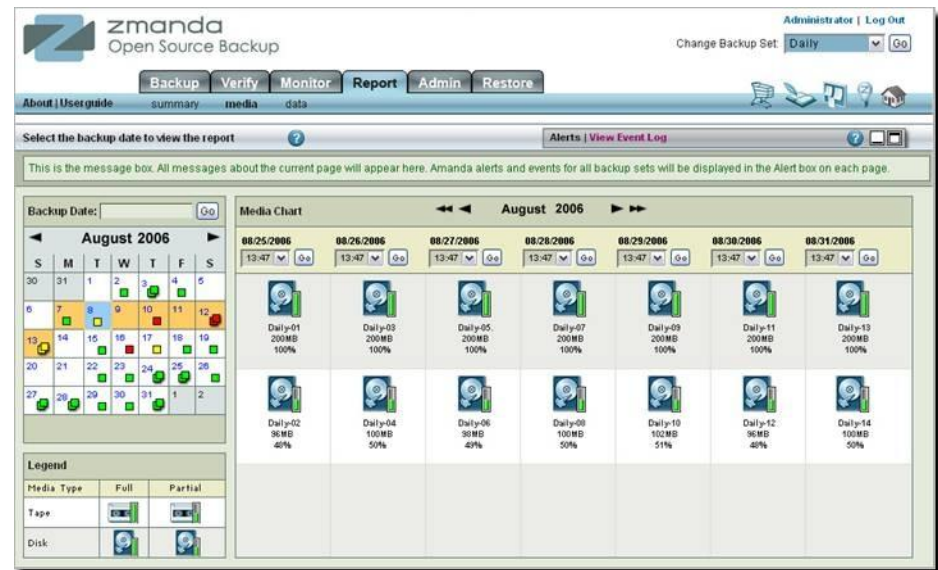 zmanda
Open Source Backup
Administrator | Log Out
Change Backup Set: Daily Go
Backup Verify Monitor Report Admin Restore
About | Userguide summary media data
Select the backup date to view the report ?
Alerts | View Event Log ?
This is the message box. All messages about the current page will appear here. Amanda alerts and events for all backup sets will be displayed in the Alert box on each page.
Backup Date: Go
August 2006
S M T W T F S
30 31 1 2 3 4 5
6 7 8 9 10 11 12
13 14 15 16 17 18 19
20 21 22 23 24 25 26
27 28 29 30 31 1 2
Legend
Media Type Full Partial
Tape
Disk
Media Chart August 2006
08/25/2006 08/26/2006 08/27/2006 08/28/2006 08/29/2006 08/30/2006 08/31/2006
13:47 Go 13:47 Go 13:47 Go 13:47 Go 13:47 Go 13:47 Go 13:47 Go
Daily-01 Daily-03 Daily-05. Daily-07 Daily-09 Daily-11 Daily-13
200MB 200MB 200MB 200MB 200MB 200MB 200MB
100% 100% 100% 100% 100% 100% 100%
Daily-02 Daily-04 Daily-06 Daily-08 Daily-10 Daily-12 Daily-14
96MB 100MB 98MB 100MB 102MB 96MB 100MB
48% 50% 49% 50% 51% 48% 50%